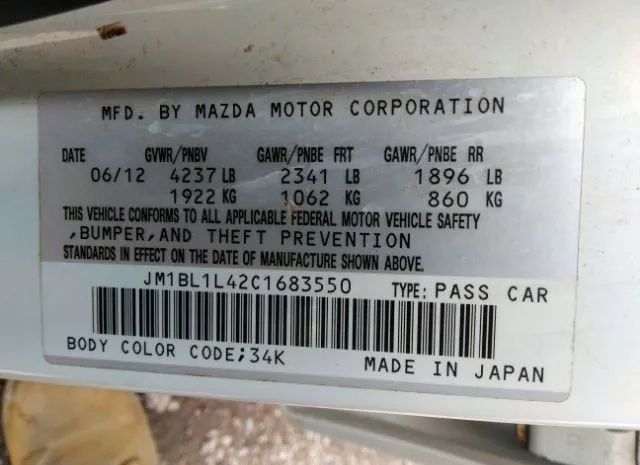 MFD. BY MAZDA MOTOR CORPORATION
DATE GVWR/PNBV GAWR/PNBE FRT GAWR/PNBE RR
06/12 4237 LB 2341 LB 1896 LB
1922 KG 1062 KG 860 KG
THIS VEHICLE CONFORMS TO ALL APPLICABLE FEDERAL MOTOR VEHICLE SAFETY
,BUMPER,AND THEFT PREVENTION
STANDARDS IN EFFECT ON THE DATE OF MANUFACTURE SHOWN ABOVE.
JM1BL1L42C1683550 TYPE: PASS CAR
BODY COLOR CODE;34K MADE IN JAPAN